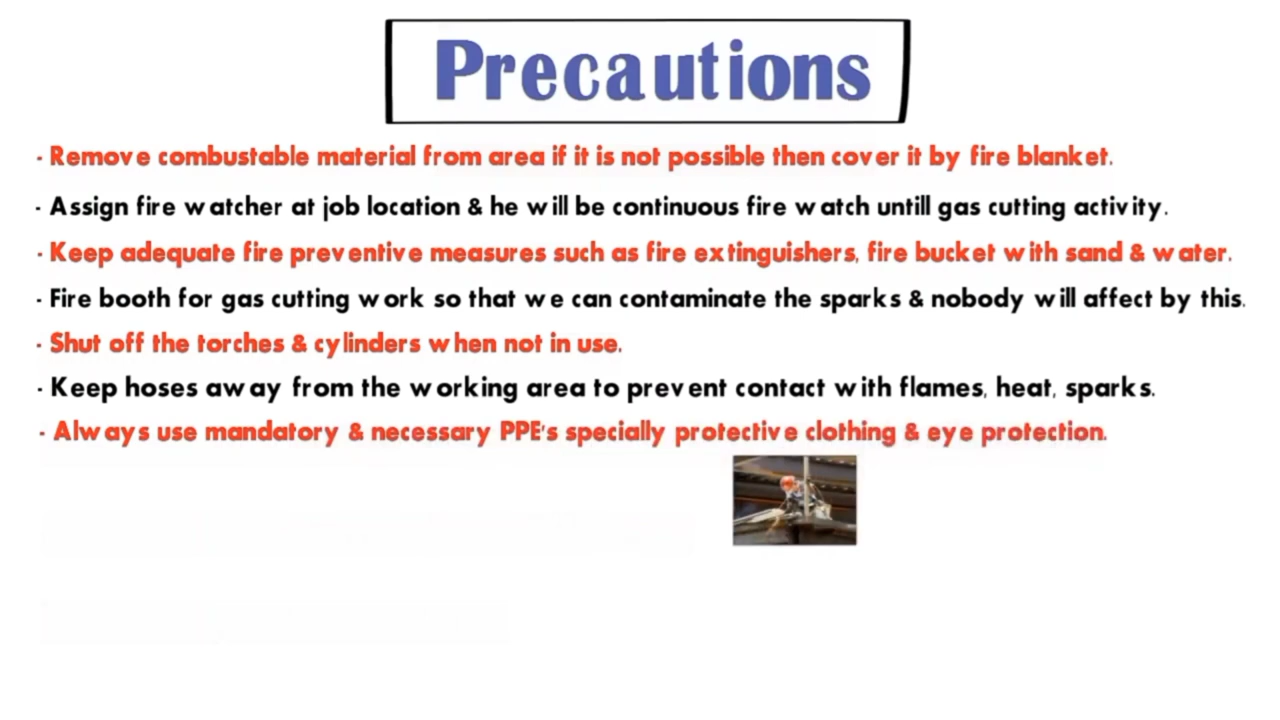 Precautions
- Remove combustable material from area if it is not possible then cover it by fire blanket.
- Assign fire watcher at job location & he will be continuous fire watch untill gas cutting activity.
- Keep adequate fire preventive measures such as fire extinguishers, fire bucket with sand & water.
- Fire booth for gas cutting work so that we can contaminate the sparks & nobody will affect by this.
- Shut off the torches & cylinders when not in use.
- Keep hoses away from the working area to prevent contact with flames, heat, sparks.
- Always use mandatory & necessary PPE's specially protective clothing & eye protection.